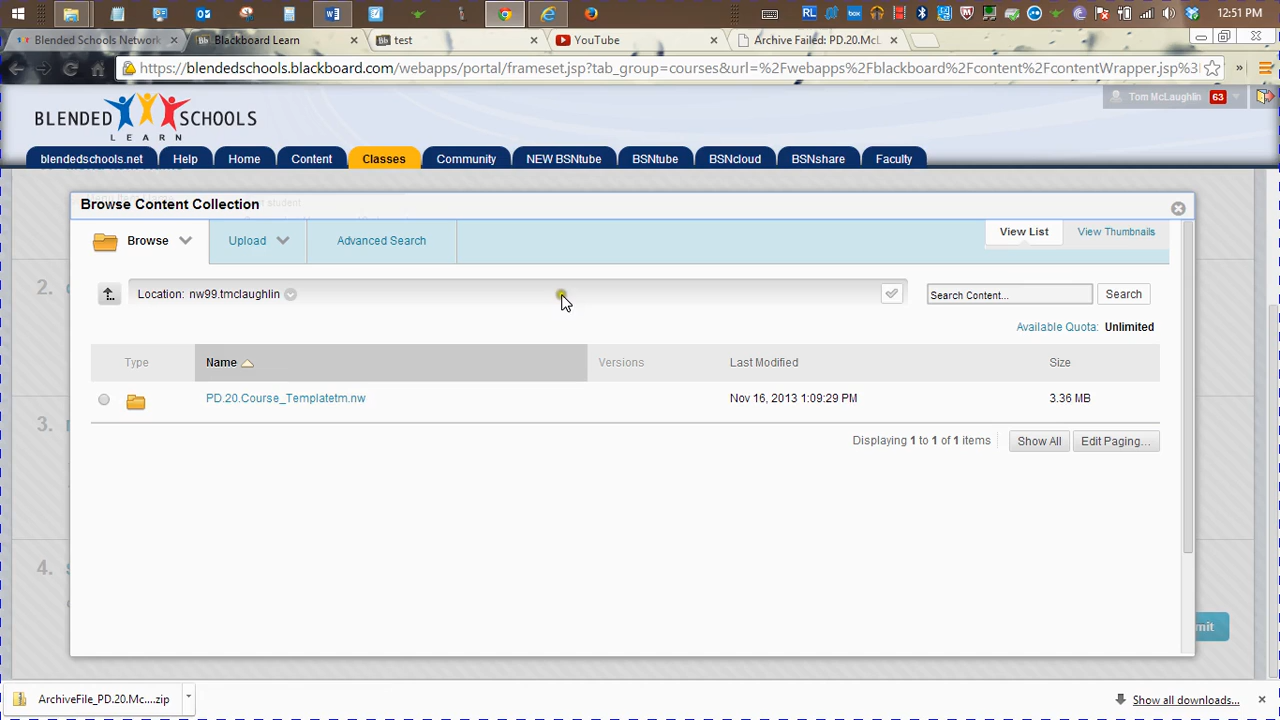 12:51 PM
Blended Schools Network
Blackboard Learn
test
YouTube
Archive Failed: PD.20.McL
https://blendedschools.blackboard.com/webapps/portal/frameset.jsp?tab_group=courses&url=%2Fwebapps%2Fblackboard%2Fcontent%2FcontentWrapper.jsp%3
Tom McLaughlin 63
BLENDED SCHOOLS
LEARN
blendedschools.net Help Home Content Classes Community NEW BSNtube BSNtube BSNcloud BSNshare Faculty
Browse Content Collection
student
Browse Upload Advanced Search View List View Thumbnails
Location: nw99.tmclaughlin Search Content... Search
Available Quota: Unlimited
Type Name Versions Last Modified Size
PD.20.Course_Templatetm.nw Nov 16, 2013 1:09:29 PM 3.36 MB
Displaying 1 to 1 of 1 items Show All Edit Paging...
2.
3.
4.
mit
ArchiveFile_PD.20.Mc....zip Show all downloads...